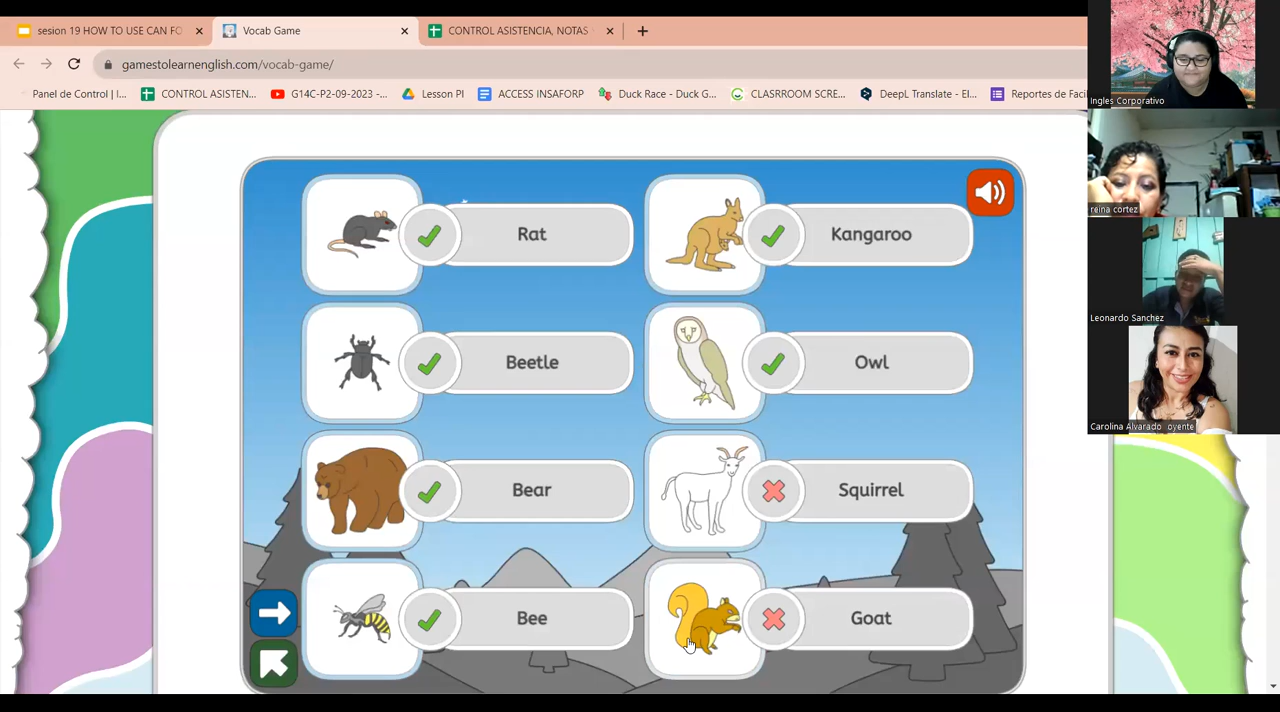 sesion 19 HOW TO USE CAN FO
Vocab Game
CONTROL ASISTENCIA, NOTAS
gamestolearnenglish.com/vocab-game/
Panel de Control | I...
CONTROL ASISTEN...
G14C-P2-09-2023 -...
Lesson PI
ACCESS INSAFORP
Duck Race - Duck G...
CLASRROOM SCRE...
DeepL Translate - El...
Reportes de Facil
Ingles Corporativo
reina cortez
Leonardo Sanchez
Carolina Alvarado oyente
Rat
Kangaroo
Beetle
Owl
Bear
Squirrel
Bee
Goat